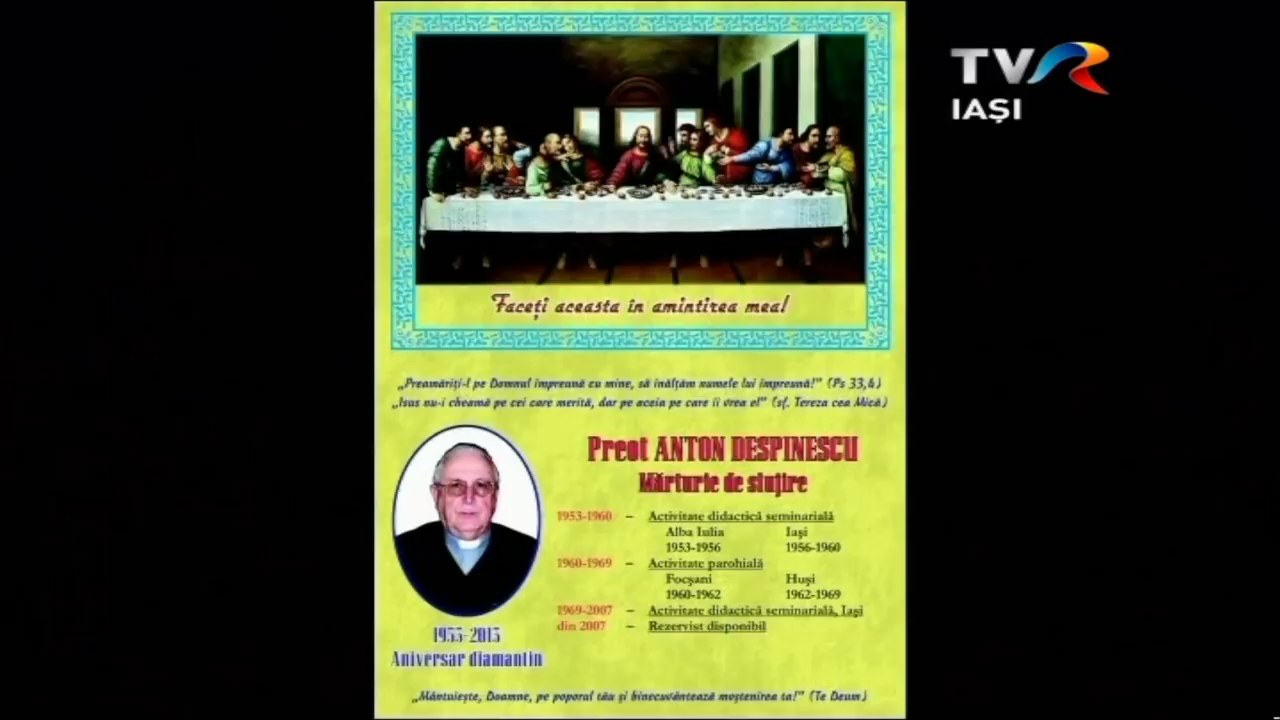 TVR
IAȘI
Faceți aceasta în amintirea mea!
„Preamăriți-l pe Domnul împreună cu mine, să înălțăm numele lui împreună!” (Ps 33,4)
„Isus nu-i cheamă pe cei care merită, dar pe aceia pe care îi vrea el” (sf. Tereza cea Mică)
Preot ANTON DESPINESCU
Mărturie de slujire
1953-1960 – Activitate didactică seminarială
Alba Iulia Iaşi
1953-1956 1956-1960
1960-1969 – Activitate parohială
Focşani Huşi
1960-1962 1962-1969
1969-2007 – Activitate didactică seminarială, Iaşi
din 2007 – Rezervist disponibil
1953-2013
Aniversar diamantin
„Mântuiește, Doamne, pe poporul tău și binecuvântează moștenirea ta!” (Te Deum)